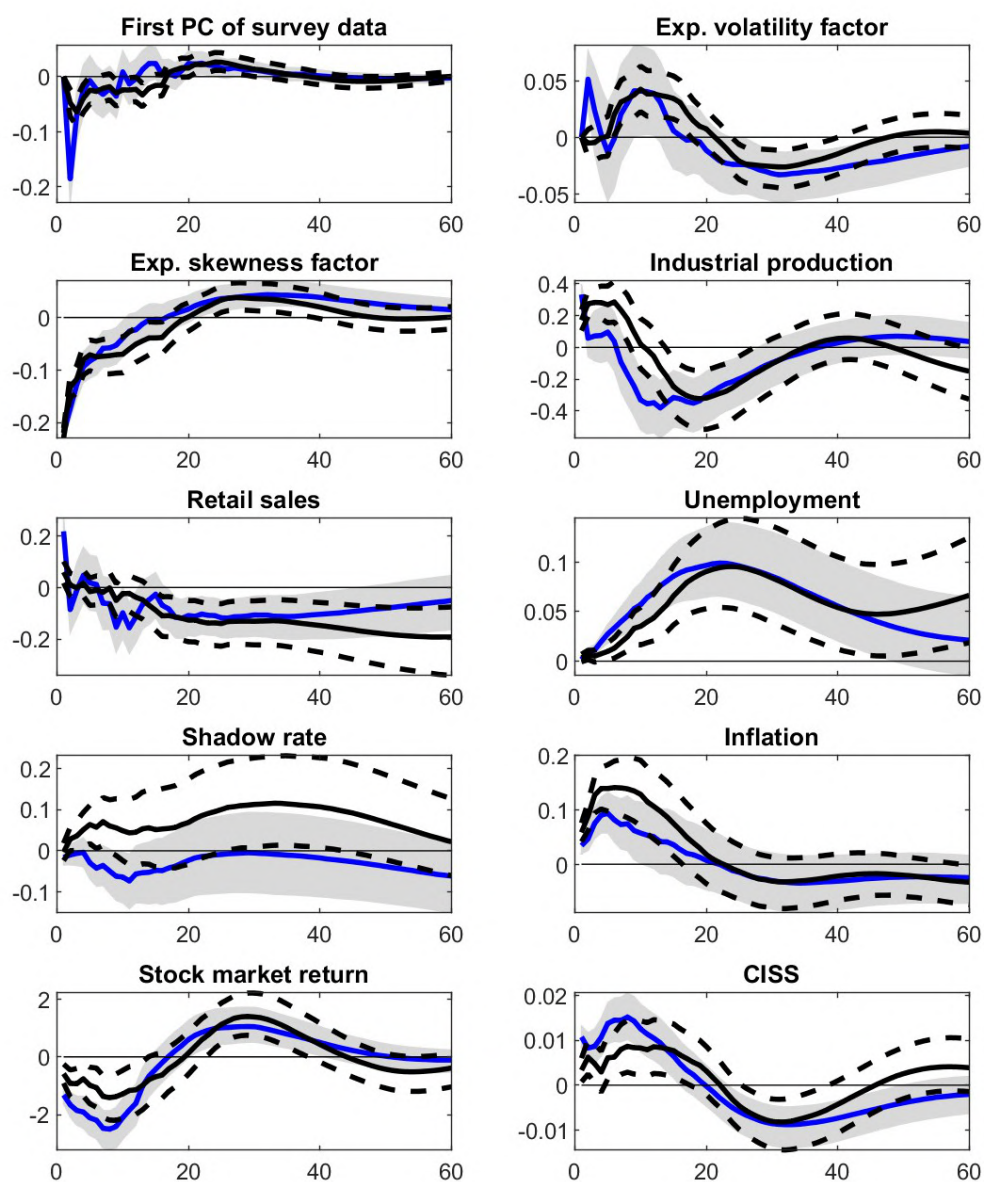 First PC of survey data
0
-0.1
-0.2
0 20 40 60
Exp. volatility factor
0.05
0
-0.05
0 20 40 60
Exp. skewness factor
0
-0.1
-0.2
0 20 40 60
Industrial production
0.4
0.2
0
-0.2
-0.4
0 20 40 60
Retail sales
0.2
0
-0.2
0 20 40 60
Unemployment
0.1
0.05
0
0 20 40 60
Shadow rate
0.2
0.1
0
-0.1
0 20 40 60
Inflation
0.2
0.1
0
0 20 40 60
Stock market return
2
0
-2
0 20 40 60
CISS
0.02
0.01
0
-0.01
0 20 40 60